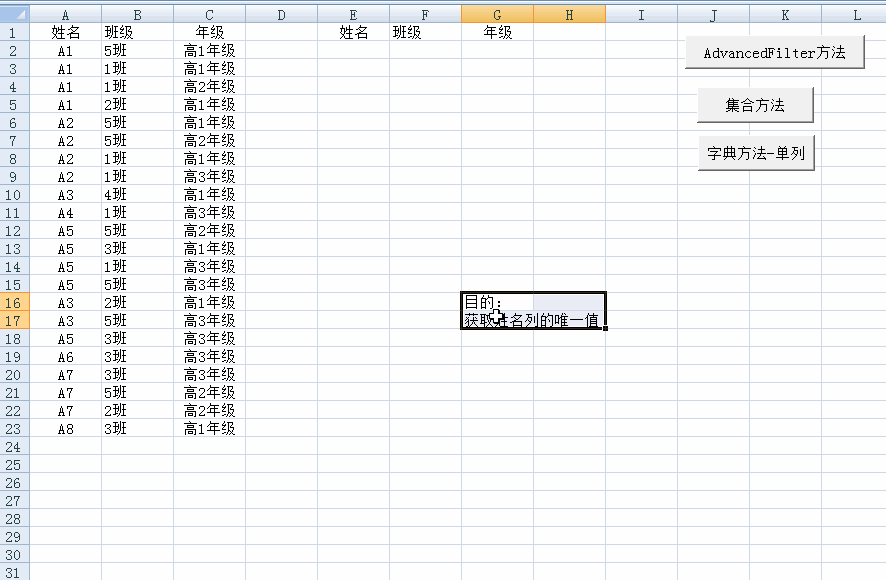 A B C D E F G H I J K L
1 姓名 班级 年级 姓名 班级 年级
2 A1 5班 高1年级
3 A1 1班 高1年级
4 A1 1班 高2年级
5 A1 2班 高1年级
6 A2 5班 高1年级
7 A2 5班 高2年级
8 A2 1班 高1年级
9 A2 1班 高3年级
10 A3 4班 高1年级
11 A4 1班 高3年级
12 A5 5班 高2年级
13 A5 3班 高1年级
14 A5 1班 高3年级
15 A5 5班 高3年级
16 A3 2班 高1年级 目的:
17 A3 5班 高3年级 获取姓名列的唯一值
18 A5 3班 高3年级
19 A6 3班 高3年级
20 A7 3班 高3年级
21 A7 5班 高2年级
22 A7 2班 高2年级
23 A8 3班 高1年级
24
25
26
27
28
29
30
31
AdvancedFilter方法
集合方法
字典方法-单列